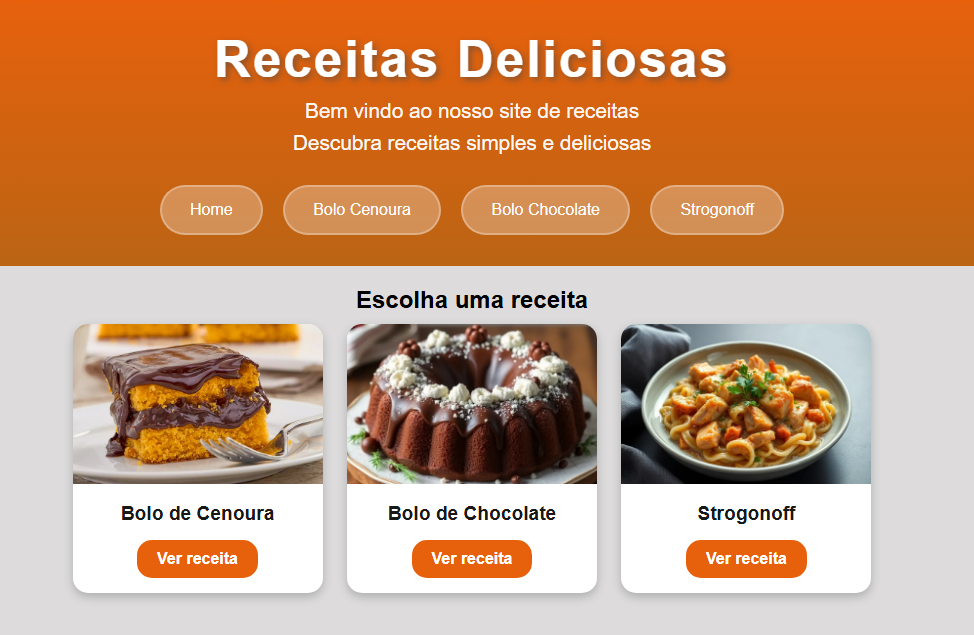 Receitas Deliciosas
Bem vindo ao nosso site de receitas
Descubra receitas simples e deliciosas
Home Bolo Cenoura Bolo Chocolate Strogonoff
Escolha uma receita
Bolo de Cenoura Bolo de Chocolate Strogonoff
Ver receita Ver receita Ver receita